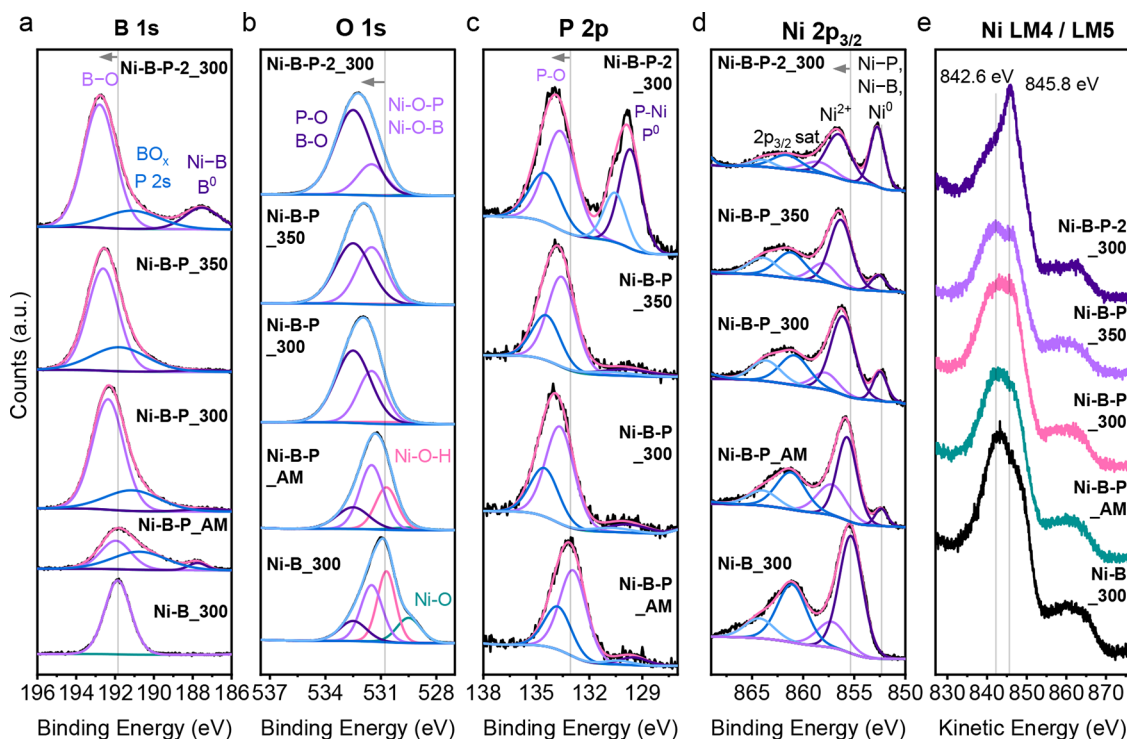 a
B 1s
Ni-B-P-2_300
B–O
BOₓ
P 2s
Ni–B
B⁰
Ni-B-P_350
Ni-B-P_300
Ni-B-P_AM
Ni-B_300
196 194 192 190 188 186
Binding Energy (eV)
Counts (a.u.)
b
O 1s
Ni-B-P-2_300
P-O
B-O
Ni-O-P
Ni-O-B
Ni-B-P
_350
Ni-B-P
_300
Ni-B-P
_AM
Ni-O-H
Ni-B_300
Ni-O
537 534 531 528
Binding Energy (eV)
c
P 2p
P-O
Ni-B-P-2
_300
P-Ni
P⁰
Ni-B-P
_350
Ni-B-P
_300
Ni-B-P
_AM
138 135 132 129
Binding Energy (eV)
d
Ni 2p₃/₂
Ni-B-P-2_300
Ni–P,
Ni–B,
Ni⁰
Ni²⁺
2p₃/₂ sat
Ni-B-P_350
Ni-B-P_300
Ni-B-P_AM
Ni-B_300
865 860 855 850
Binding Energy (eV)
e
Ni LM4 / LM5
842.6 eV
845.8 eV
Ni-B-P-2
_300
Ni-B-P
_350
Ni-B-P
_300
Ni-B-P
_AM
Ni-B
_300
830 840 850 860 870
Kinetic Energy (eV)